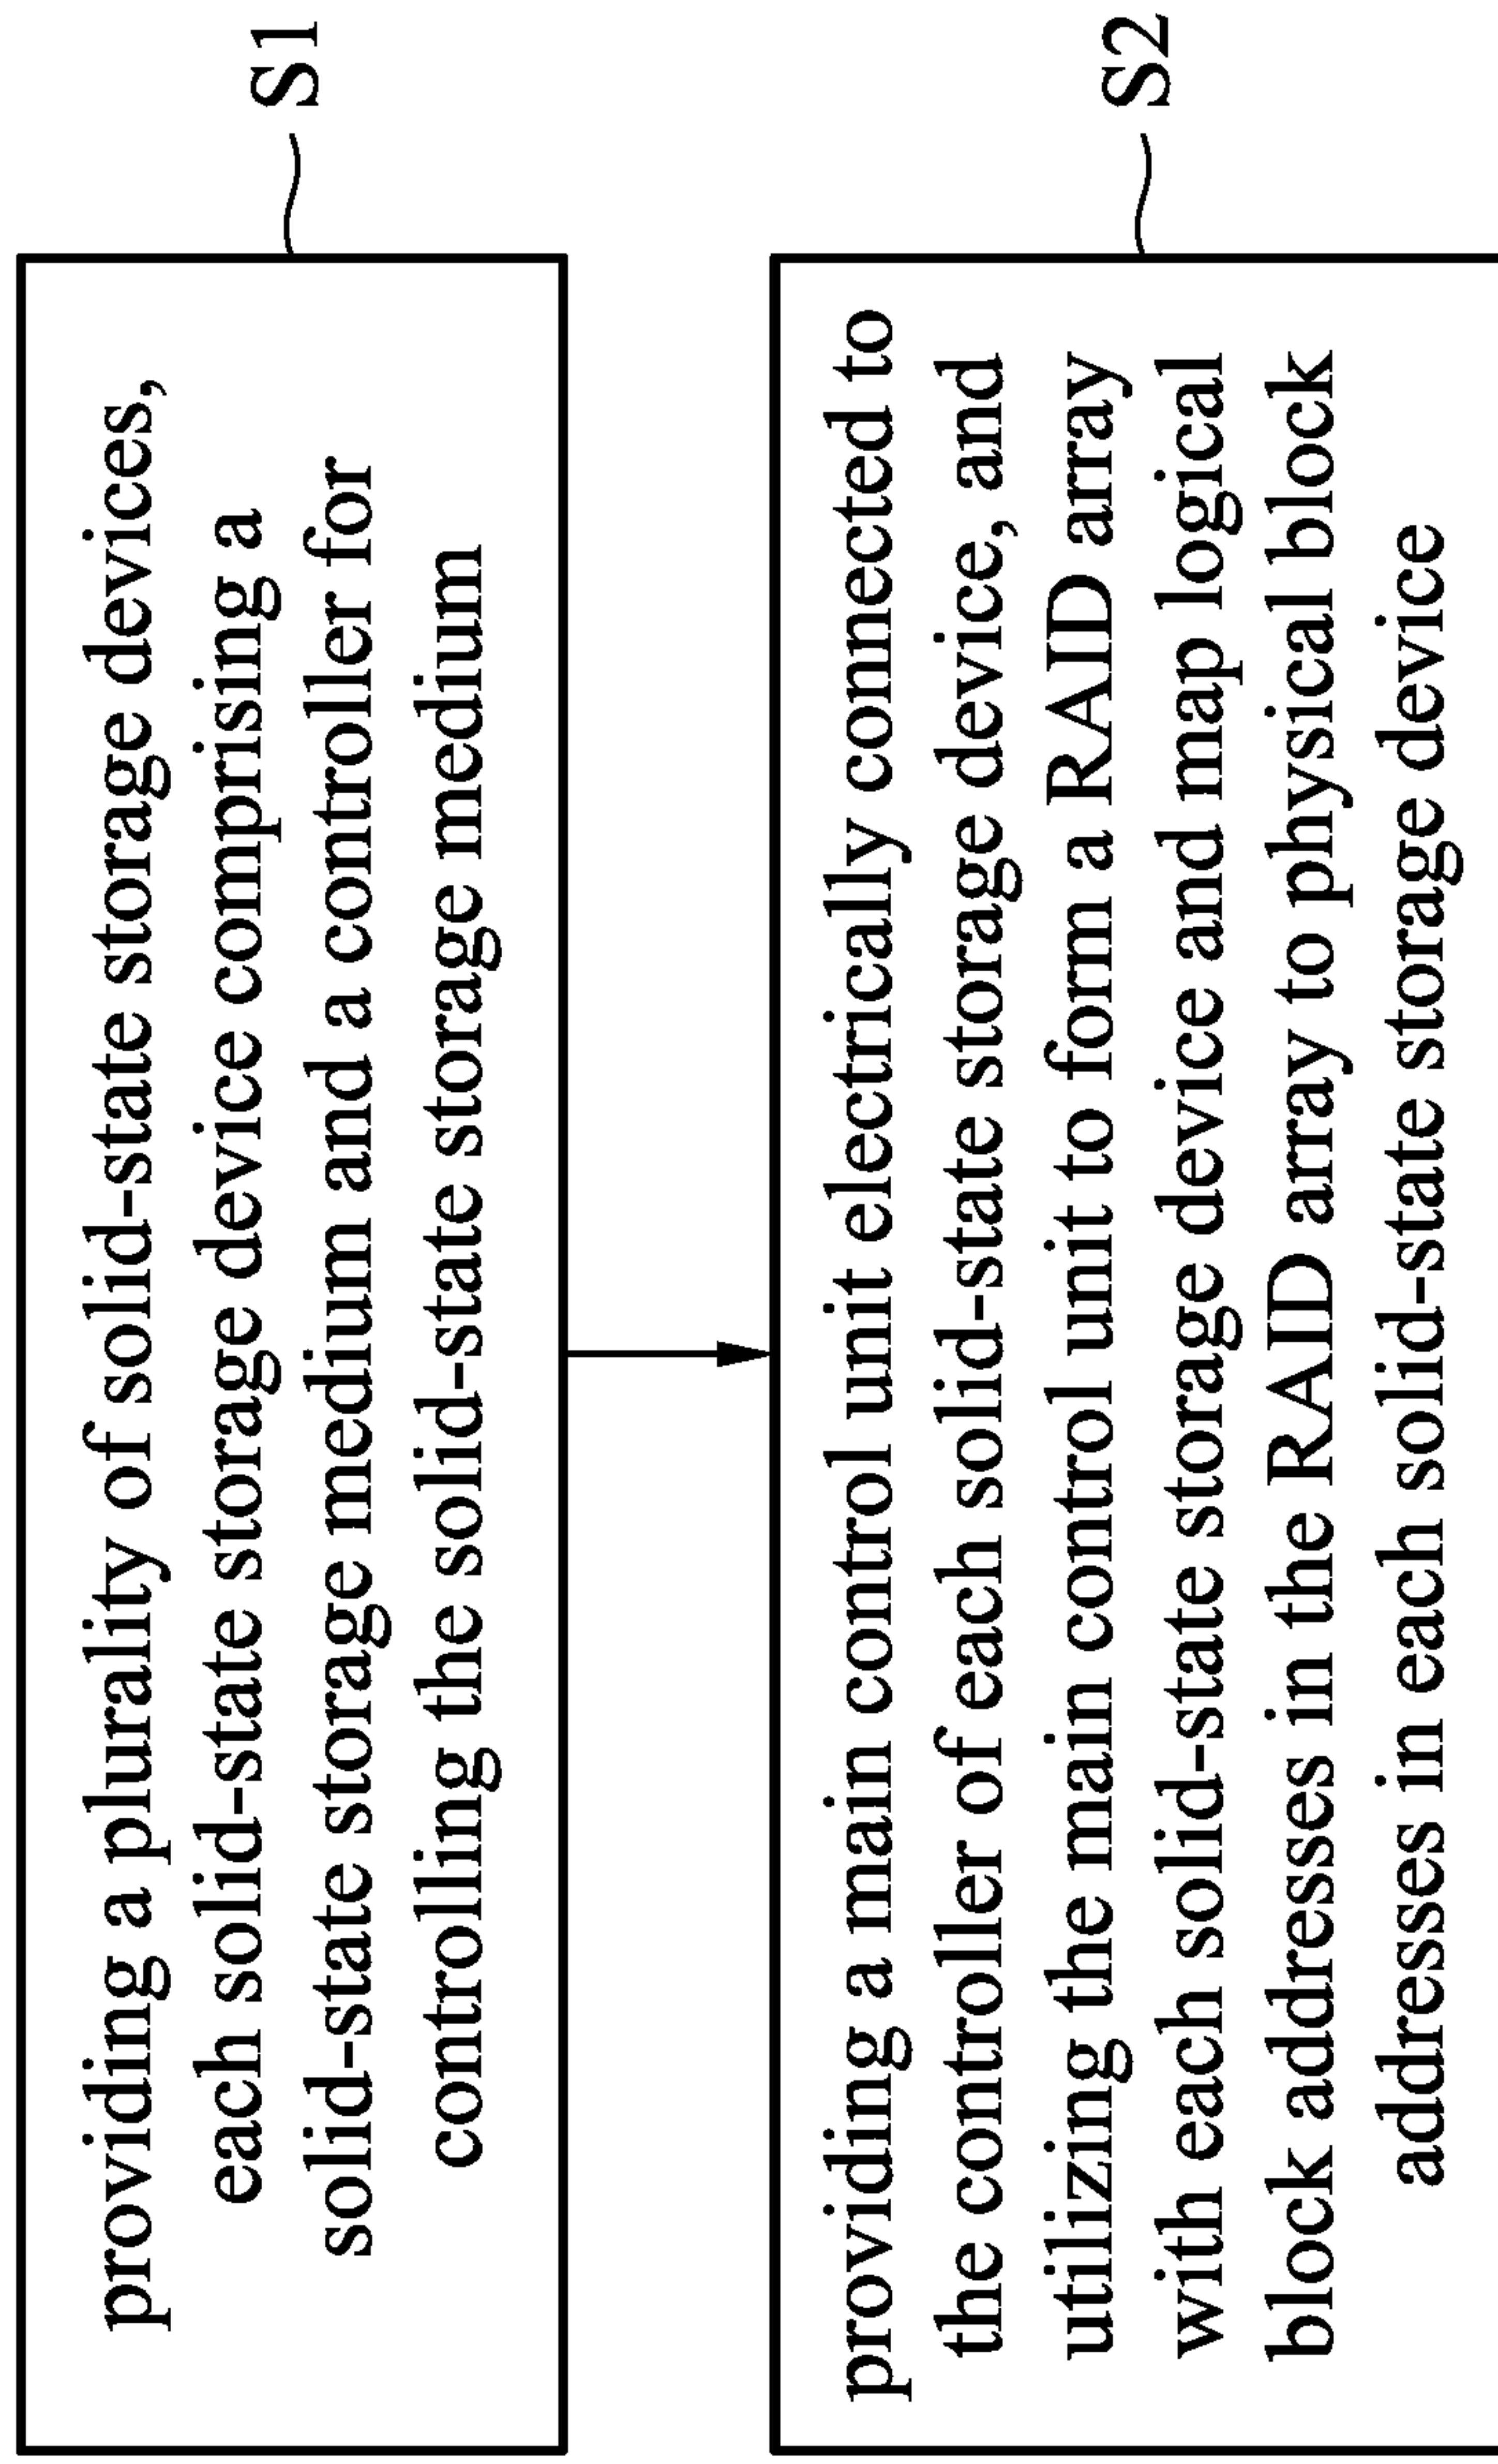 providing a plurality of solid-state storage devices,
each solid-state storage device comprising a
solid-state storage medium and a controller for
controlling the solid-state storage medium
S1
providing a main control unit electrically connected to
the controller of each solid-state storage device, and
utilizing the main control unit to form a RAID array
with each solid-state storage device and map logical
block addresses in the RAID array to physical block
addresses in each solid-state storage device
S2